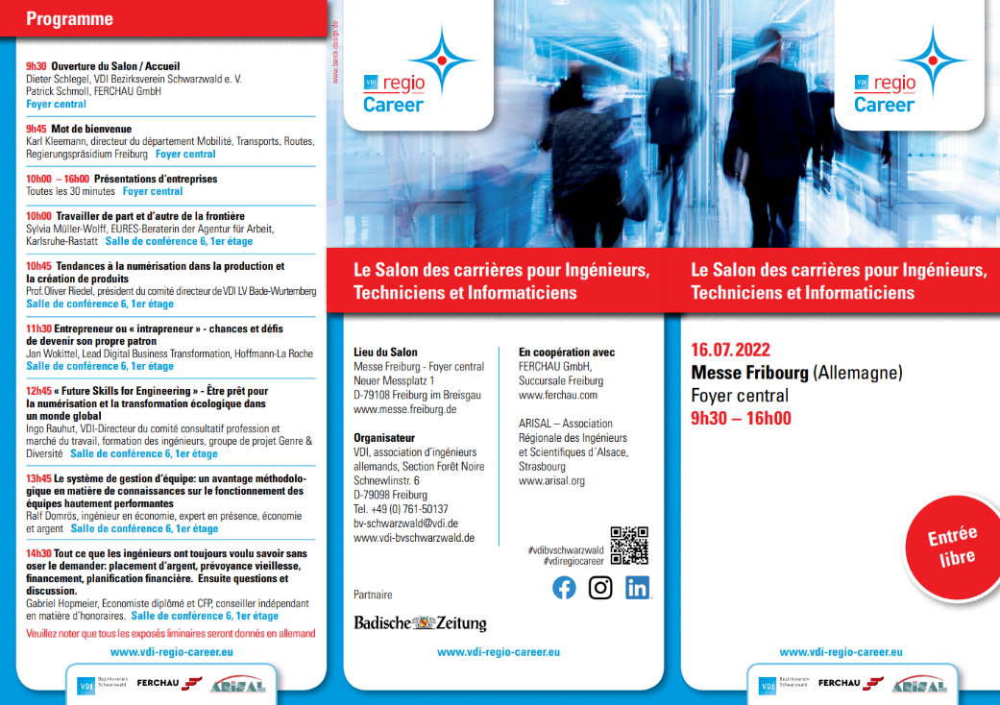 Programme
9h30 Ouverture du Salon / Accueil
Dieter Schlegel, VDI Bezirksverein Schwarzwald e. V.
Patrick Schmoll, FERCHAU GmbH
Foyer central
9h45 Mot de bienvenue
Karl Kleemann, directeur du département Mobilité, Transports, Routes,
Regierungspräsidium Freiburg Foyer central
10h00 – 16h00 Présentations d'entreprises
Toutes les 30 minutes Foyer central
10h00 Travailler de part et d'autre de la frontière
Sylvia Müller-Wolff, EURES-Beraterin der Agentur für Arbeit,
Karlsruhe-Rastatt Salle de conférence 6, 1er étage
10h45 Tendances à la numérisation dans la production et
la création de produits
Prof. Oliver Riedel, président du comité directeur de VDI LV Bade-Wurtemberg
Salle de conférence 6, 1er étage
11h30 Entrepreneur ou « intrapreneur » - chances et défis
de devenir son propre patron
Jan Wokittel, Lead Digital Business Transformation, Hoffmann-La Roche
Salle de conférence 6, 1er étage
12h45 « Future Skills for Engineering » - Être prêt pour
la numérisation et la transformation écologique dans
un monde global
Ingo Rauhut, VDI-Directeur du comité consultatif profession et
marché du travail, formation des ingénieurs, groupe de projet Genre &
Diversité Salle de conférence 6, 1er étage
13h45 Le système de gestion d'équipe: un avantage méthodolo-
gique en matière de connaissances sur le fonctionnement des
équipes hautement performantes
Ralf Domrös, ingénieur en économie, expert en présence, économie
et argent Salle de conférence 6, 1er étage
14h30 Tout ce que les ingénieurs ont toujours voulu savoir sans
oser le demander: placement d'argent, prévoyance vieillesse,
financement, planification financière. Ensuite questions et
discussion.
Gabriel Hopmeier, Economiste diplômé et CFP, conseiller indépendant
en matière d'honoraires. Salle de conférence 6, 1er étage
Veuillez noter que tous les exposés liminaires seront donnés en allemand
www.vdi-regio-career.eu
VDI Bezirksverein
Schwarzwald
FERCHAU
ARISAL
www.banck-design.de
VDI regio
Career
Le Salon des carrières pour Ingénieurs,
Techniciens et Informaticiens
Lieu du Salon
Messe Freiburg - Foyer central
Neuer Messplatz 1
D-79108 Freiburg im Breisgau
www.messe.freiburg.de
Organisateur
VDI, association d'ingénieurs
allemands, Section Forêt Noire
Schnewlinstr. 6
D-79098 Freiburg
Tel. +49 (0) 761-50137
bv-schwarzwald@vdi.de
www.vdi-bvschwarzwald.de
En coopération avec
FERCHAU GmbH,
Succursale Freiburg
www.ferchau.com
ARISAL – Association
Régionale des Ingénieurs
et Scientifiques d´Alsace,
Strasbourg
www.arisal.org
#vdibvschwarzwald
#vdiregiocareer
in
Partnaire
Badische Zeitung
www.vdi-regio-career.eu
VDI regio
Career
Le Salon des carrières pour Ingénieurs,
Techniciens et Informaticiens
16.07.2022
Messe Fribourg (Allemagne)
Foyer central
9h30 – 16h00
Entrée
libre
www.vdi-regio-career.eu
VDI Bezirksverein
Schwarzwald
FERCHAU
ARISAL